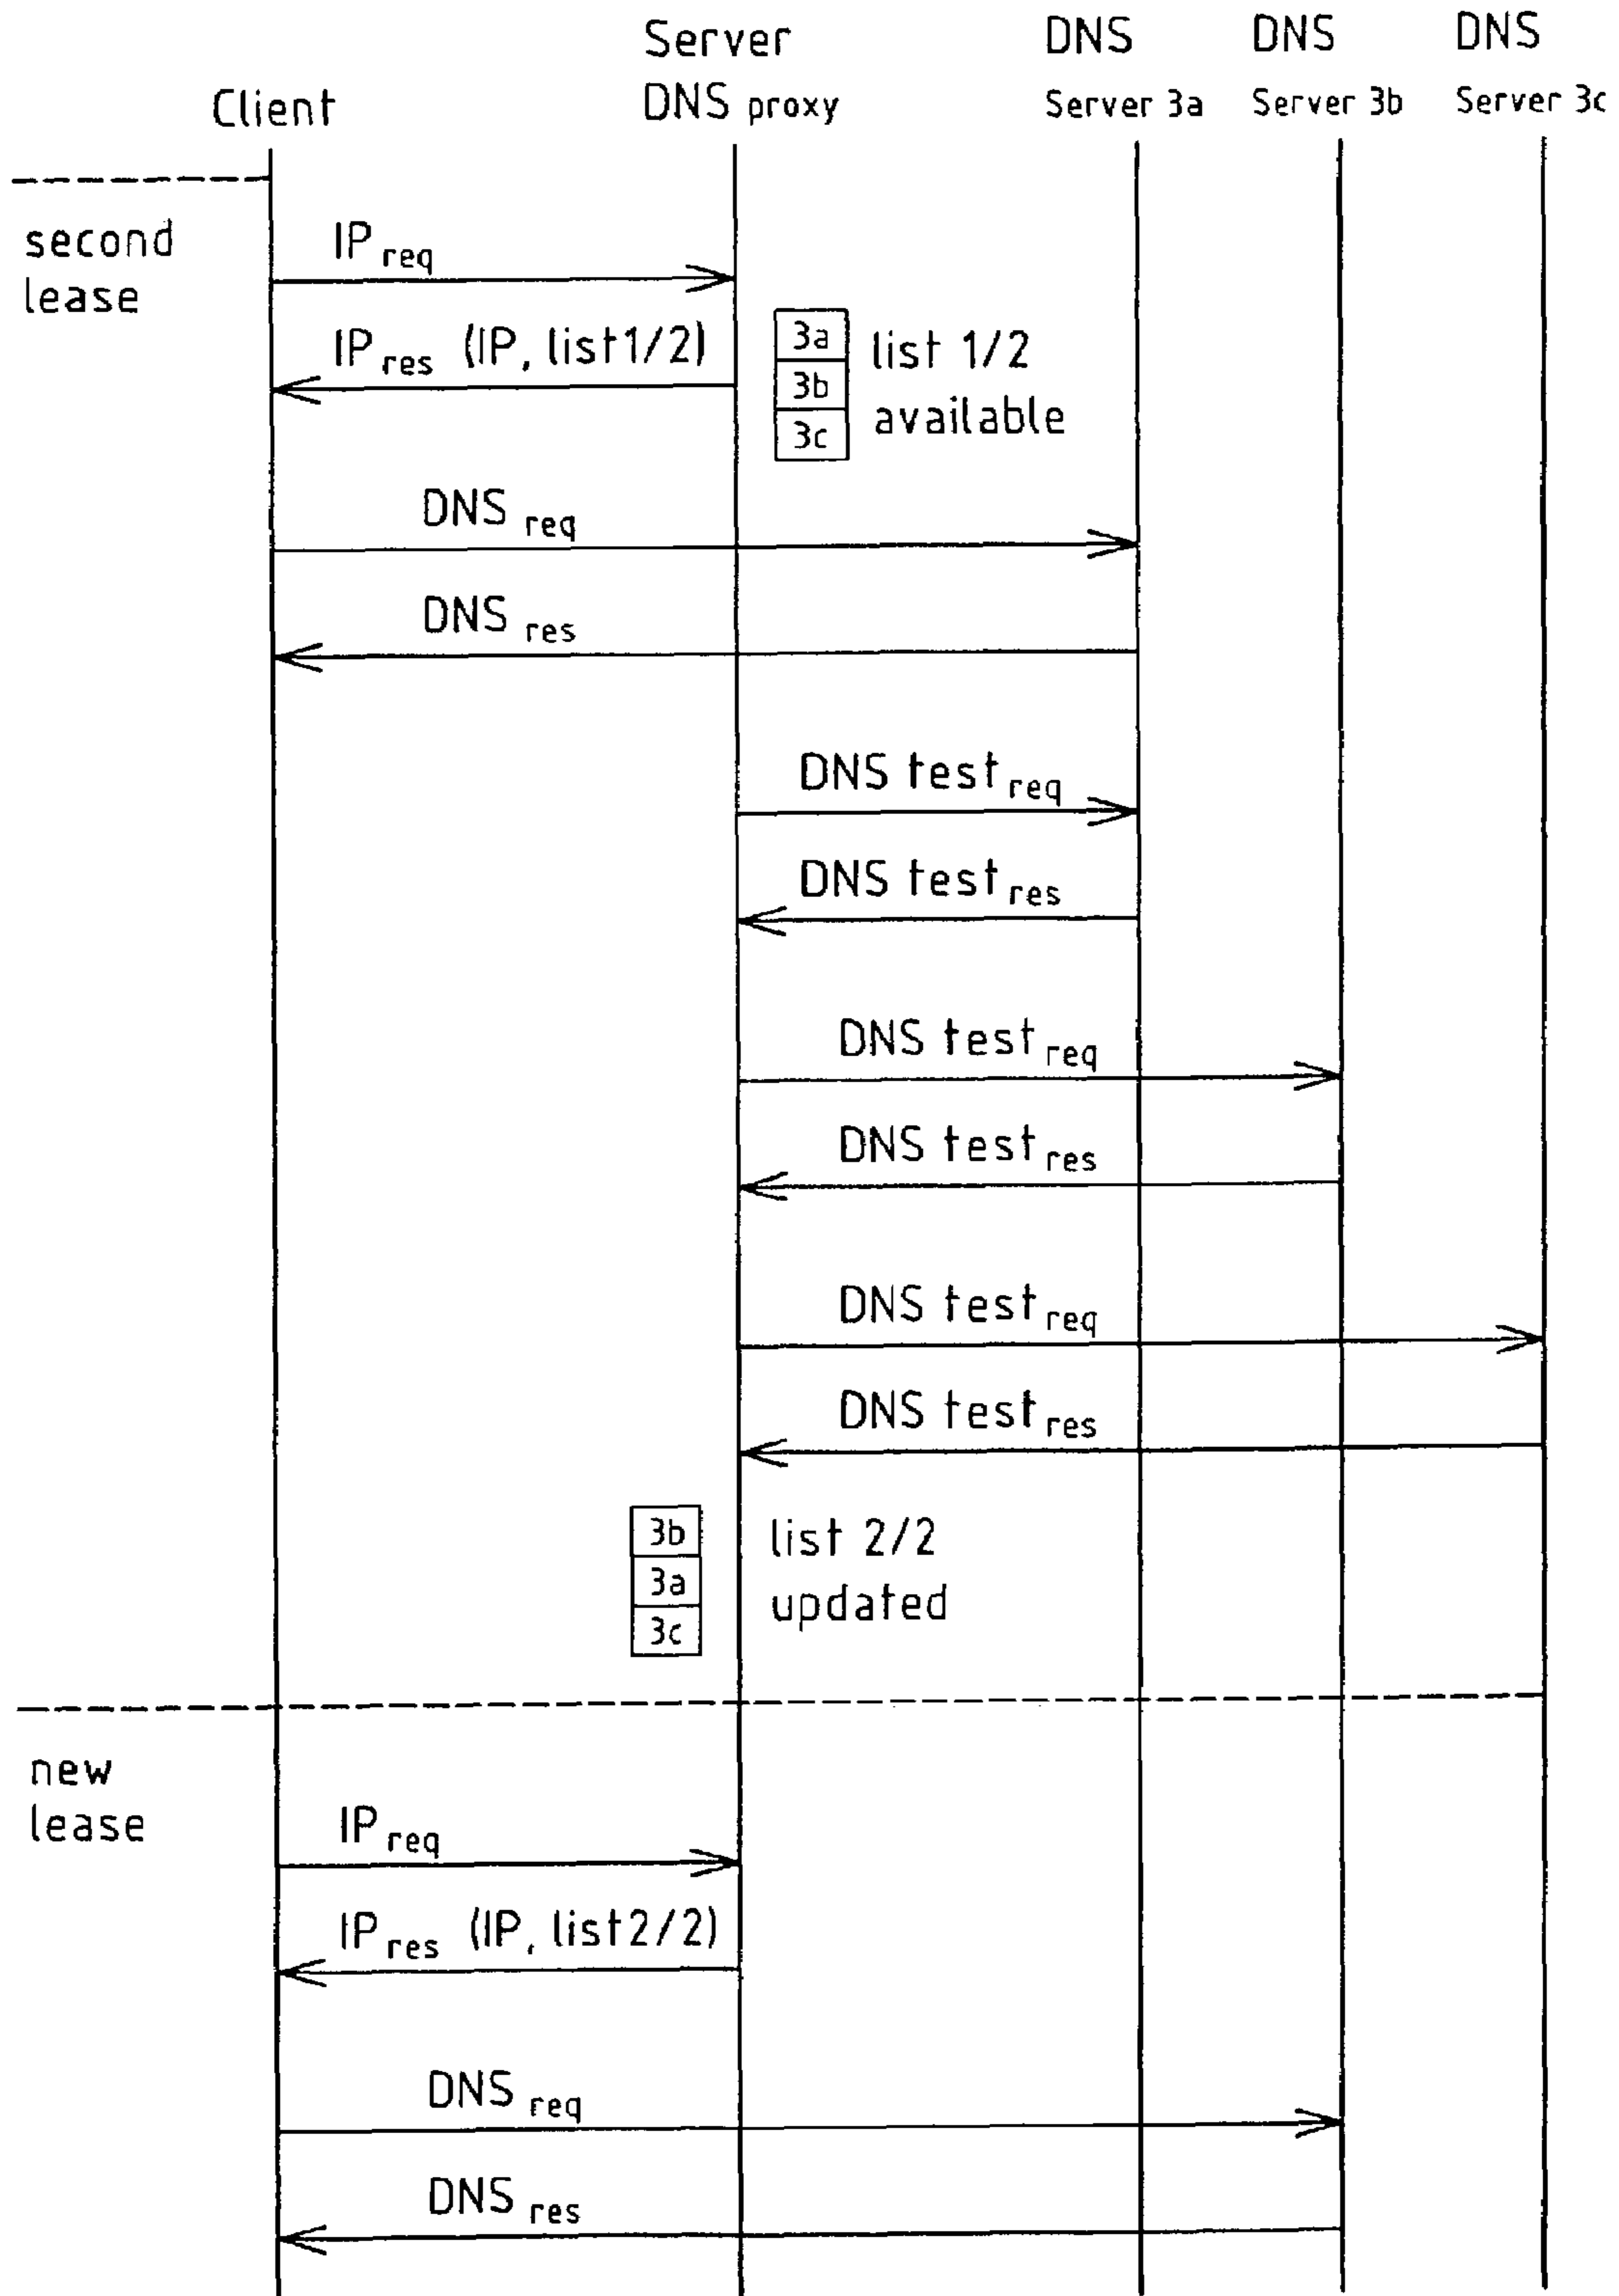 Client
Server
DNS proxy
DNS
Server 3a
DNS
Server 3b
DNS
Server 3c
second
lease
IP req
IP res (IP, list1/2)
3a
3b
3c
list 1/2
available
DNS req
DNS res
DNS test req
DNS test res
DNS test req
DNS test res
DNS test req
DNS test res
3b
3a
3c
list 2/2
updated
new
lease
IP req
IP res (IP, list2/2)
DNS req
DNS res